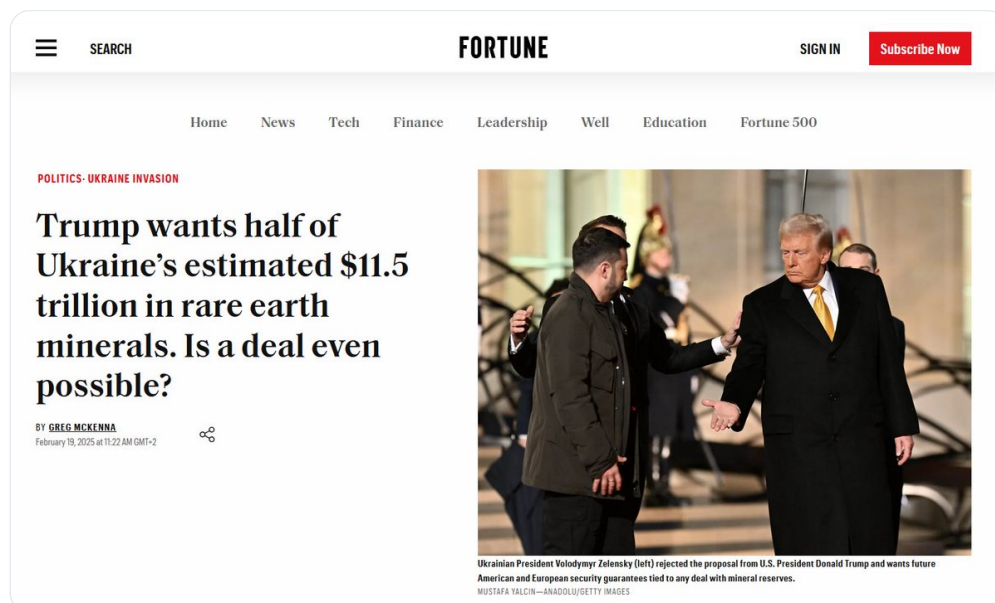 SEARCH
FORTUNE
SIGN IN
Subscribe Now
Home News Tech Finance Leadership Well Education Fortune 500
POLITICS· UKRAINE INVASION
Trump wants half of
Ukraine’s estimated $11.5
trillion in rare earth
minerals. Is a deal even
possible?
BY GREG MCKENNA
February 19, 2025 at 11:22 AM GMT+2
Ukrainian President Volodymyr Zelensky (left) rejected the proposal from U.S. President Donald Trump and wants future
American and European security guarantees tied to any deal with mineral reserves.
MUSTAFA YALCIN—ANADOLU/GETTY IMAGES